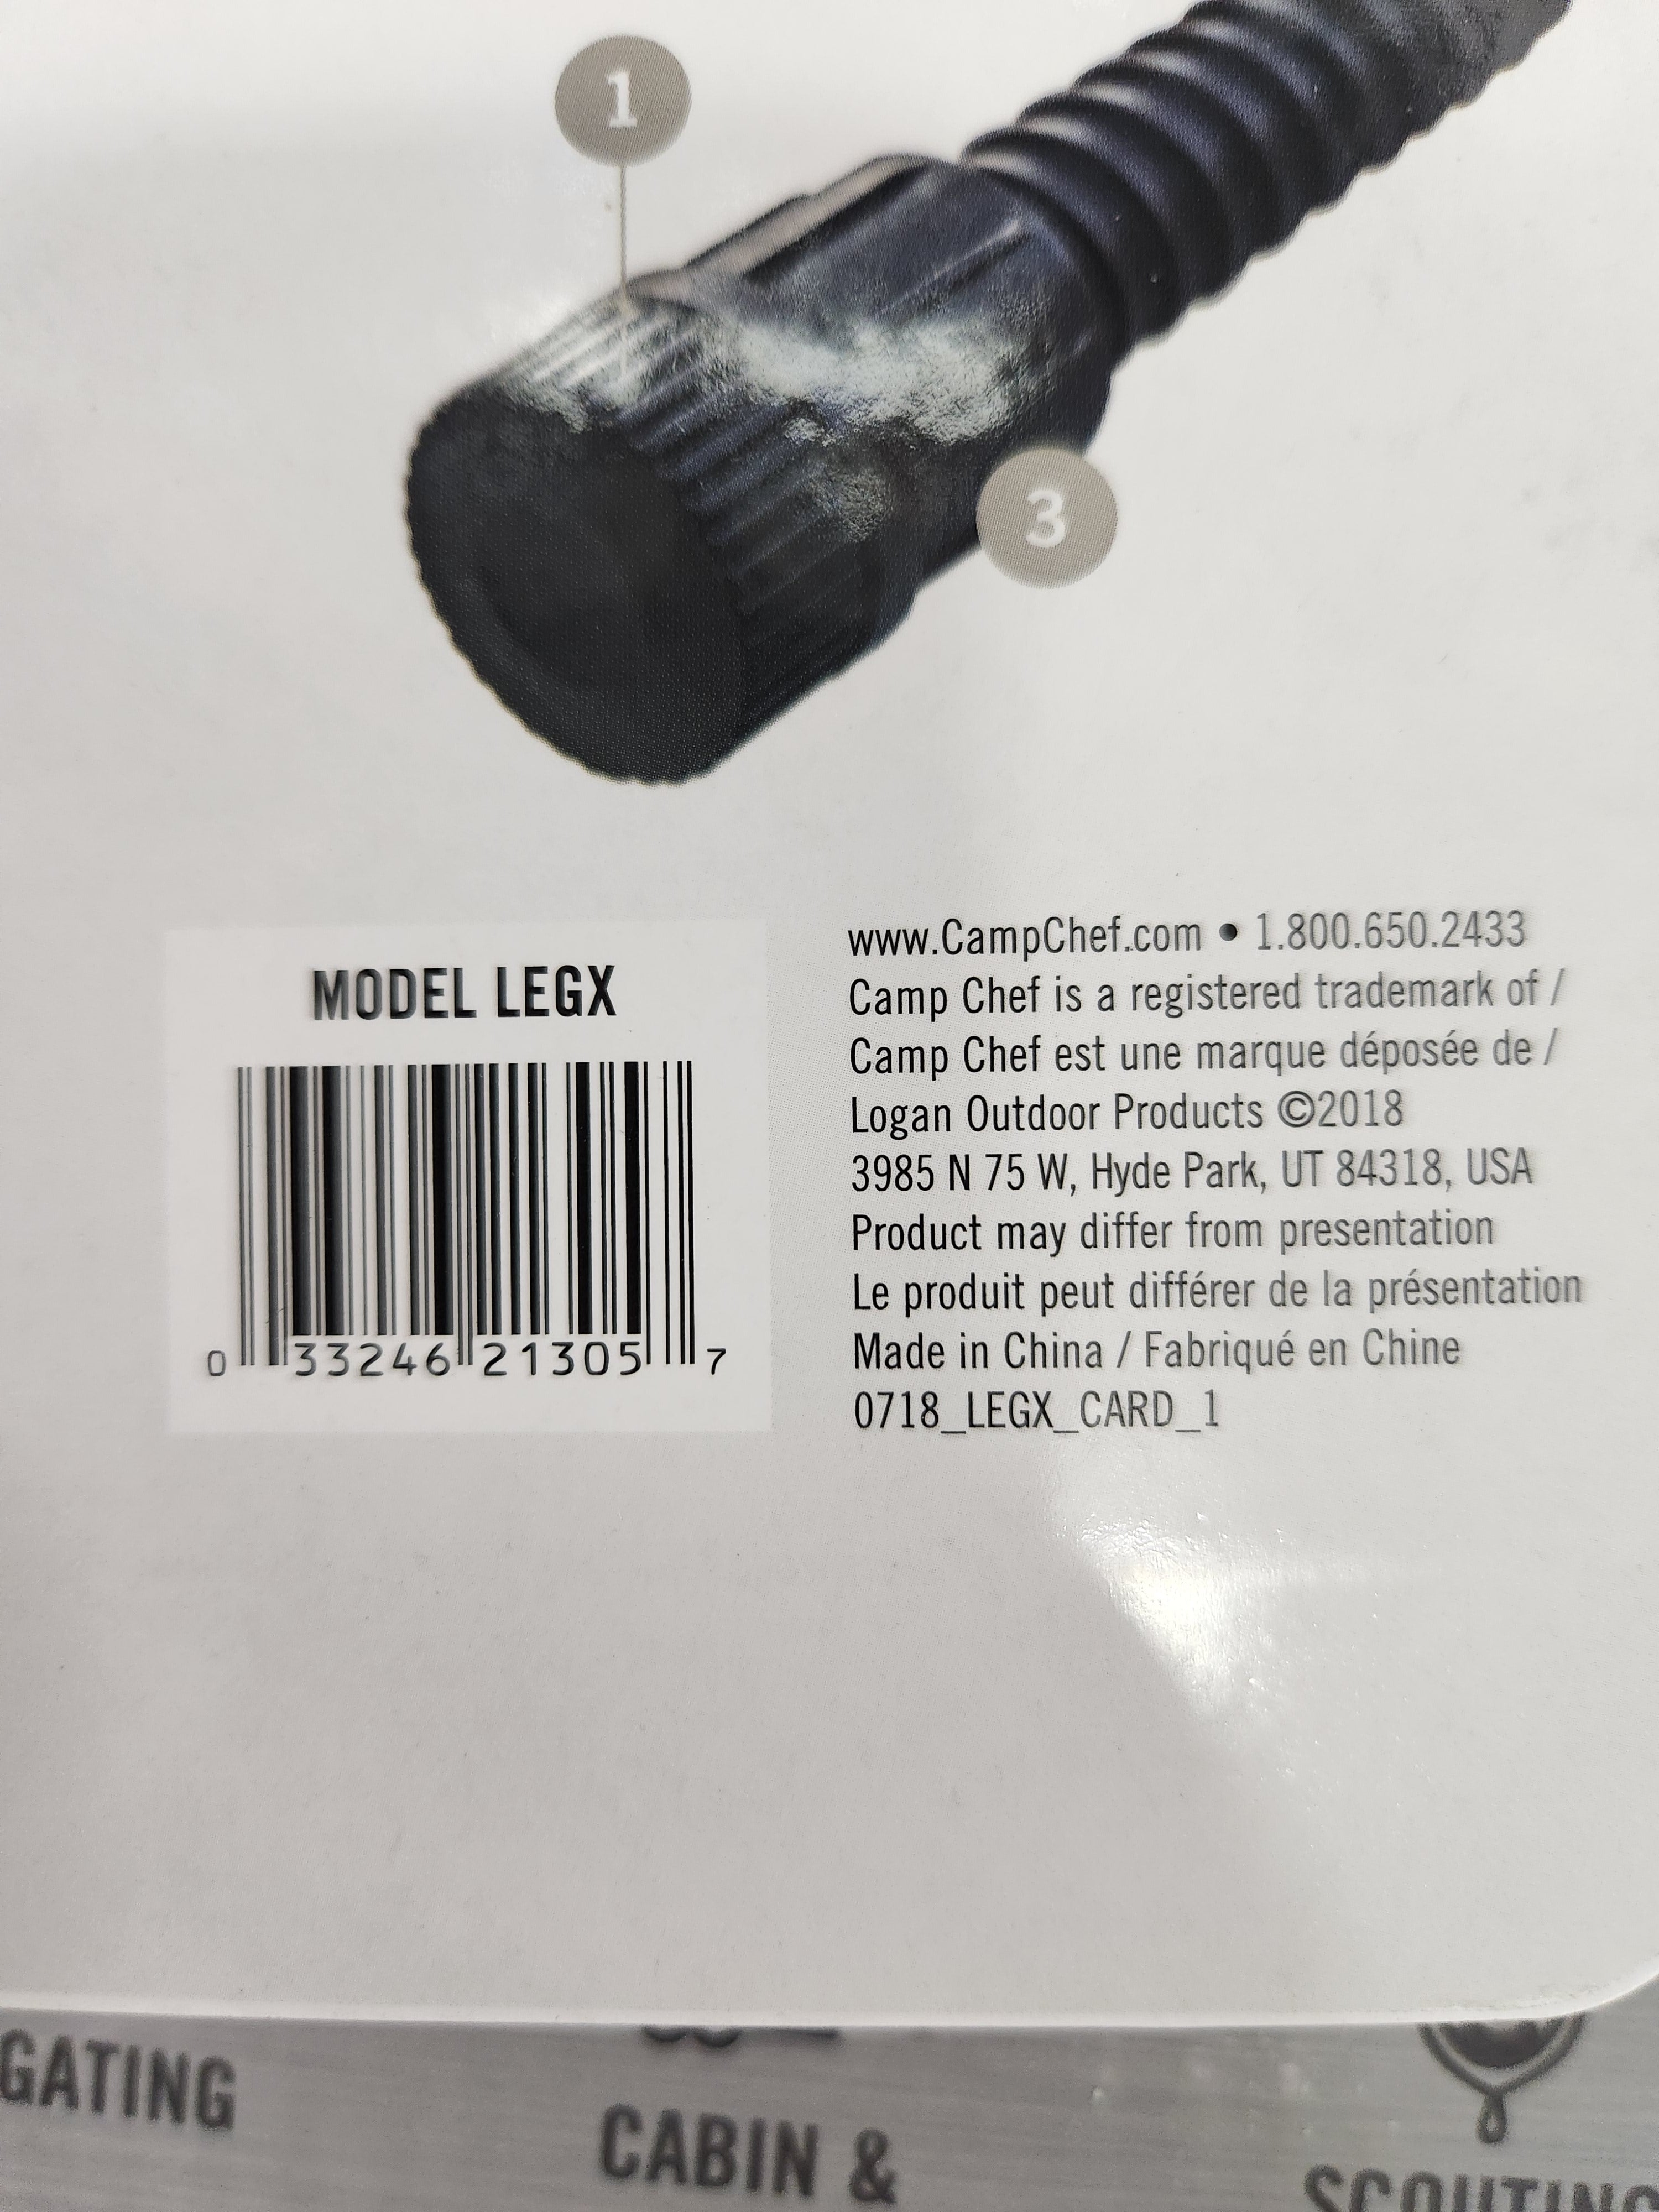 1
3
MODEL LEGX
0 33246 21305 7
www.CampChef.com • 1.800.650.2433
Camp Chef is a registered trademark of /
Camp Chef est une marque déposée de /
Logan Outdoor Products ©2018
3985 N 75 W, Hyde Park, UT 84318, USA
Product may differ from presentation
Le produit peut différer de la présentation
Made in China / Fabriqué en Chine
0718_LEGX_CARD_1
GATING
CABIN &
SCOUTING